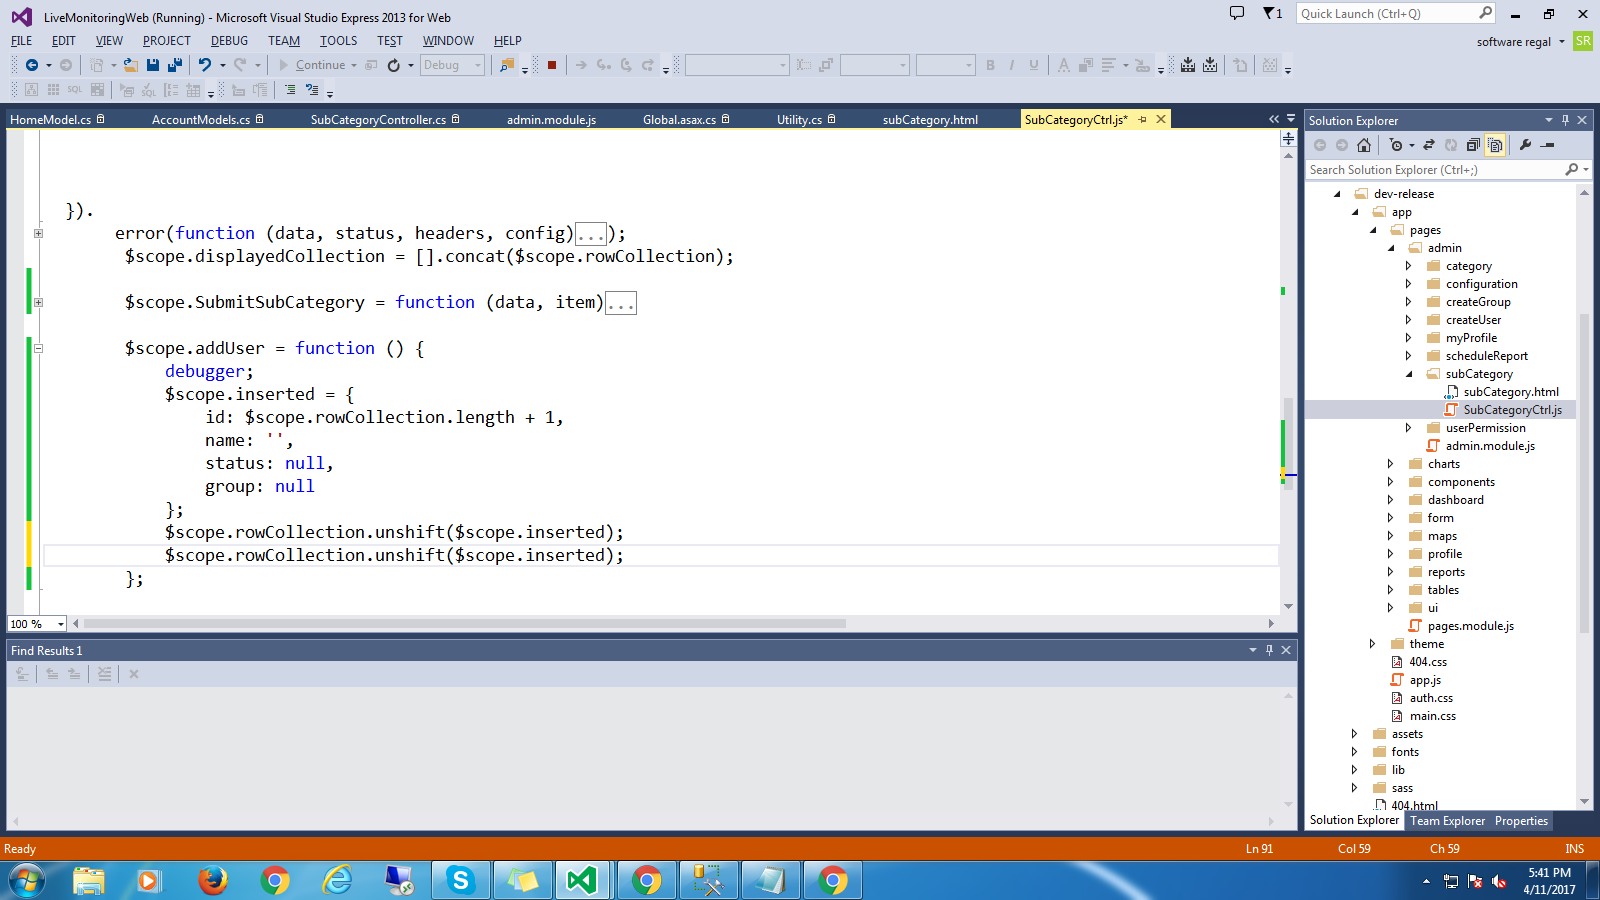 LiveMonitoringWeb (Running) - Microsoft Visual Studio Express 2013 for Web
1
Quick Launch (Ctrl+Q)
FILE EDIT VIEW PROJECT DEBUG TEAM TOOLS TEST WINDOW HELP
software regal SR
Continue Debug
SQL SQL
HomeModel.cs AccountModels.cs SubCategoryController.cs admin.module.js Global.asax.cs Utility.cs subCategory.html SubCategoryCtrl.js*
}).
error(function (data, status, headers, config)...);
$scope.displayedCollection = [].concat($scope.rowCollection);
$scope.SubmitSubCategory = function (data, item)...
$scope.addUser = function () {
debugger;
$scope.inserted = {
id: $scope.rowCollection.length + 1,
name: '',
status: null,
group: null
};
$scope.rowCollection.unshift($scope.inserted);
$scope.rowCollection.unshift($scope.inserted);
};
100 %
Find Results 1
Solution Explorer
Search Solution Explorer (Ctrl+;)
dev-release
app
pages
admin
category
configuration
createGroup
createUser
myProfile
scheduleReport
subCategory
subCategory.html
SubCategoryCtrl.js
userPermission
admin.module.js
charts
components
dashboard
form
maps
profile
reports
tables
ui
pages.module.js
theme
404.css
app.js
auth.css
main.css
assets
fonts
lib
sass
404.html
Solution Explorer Team Explorer Properties
Ready Ln 91 Col 59 Ch 59 INS
5:41 PM
4/11/2017